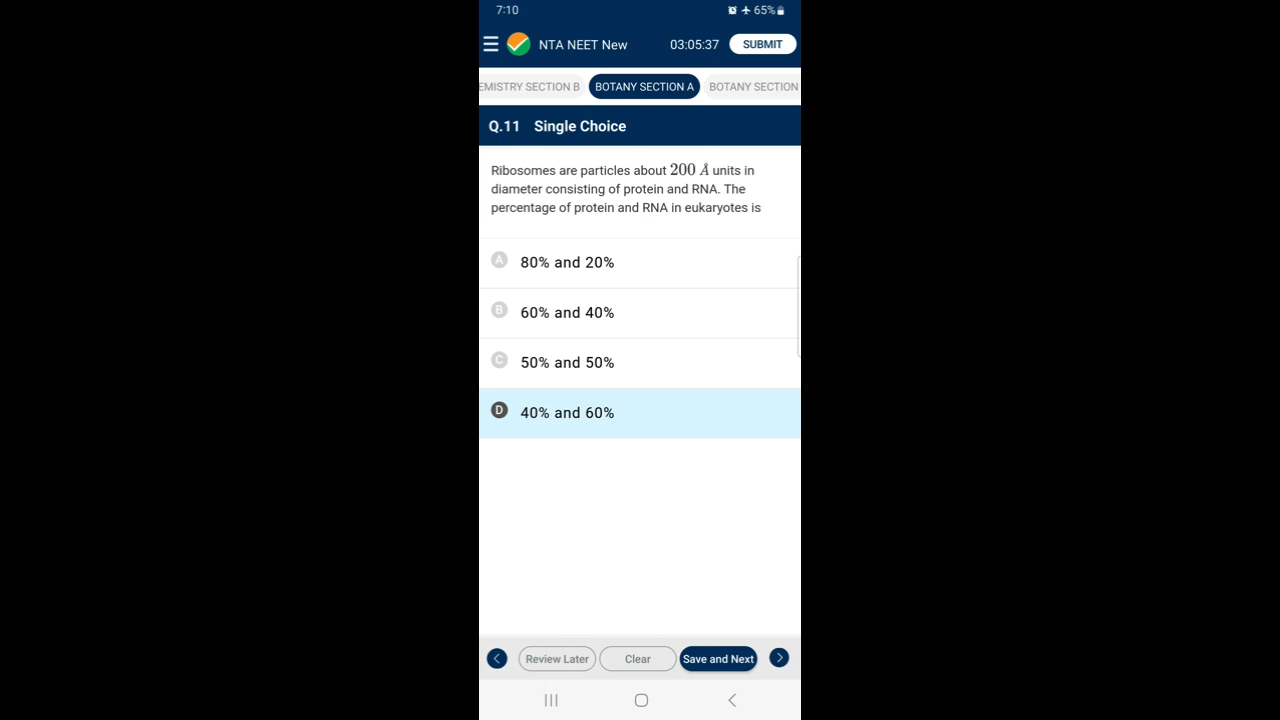 7:10 65%
NTA NEET New 03:05:37 SUBMIT
EMISTRY SECTION B BOTANY SECTION A BOTANY SECTION
Q.11 Single Choice
Ribosomes are particles about 200 Å units in
diameter consisting of protein and RNA. The
percentage of protein and RNA in eukaryotes is
A 80% and 20%
B 60% and 40%
C 50% and 50%
D 40% and 60%
Review Later Clear Save and Next